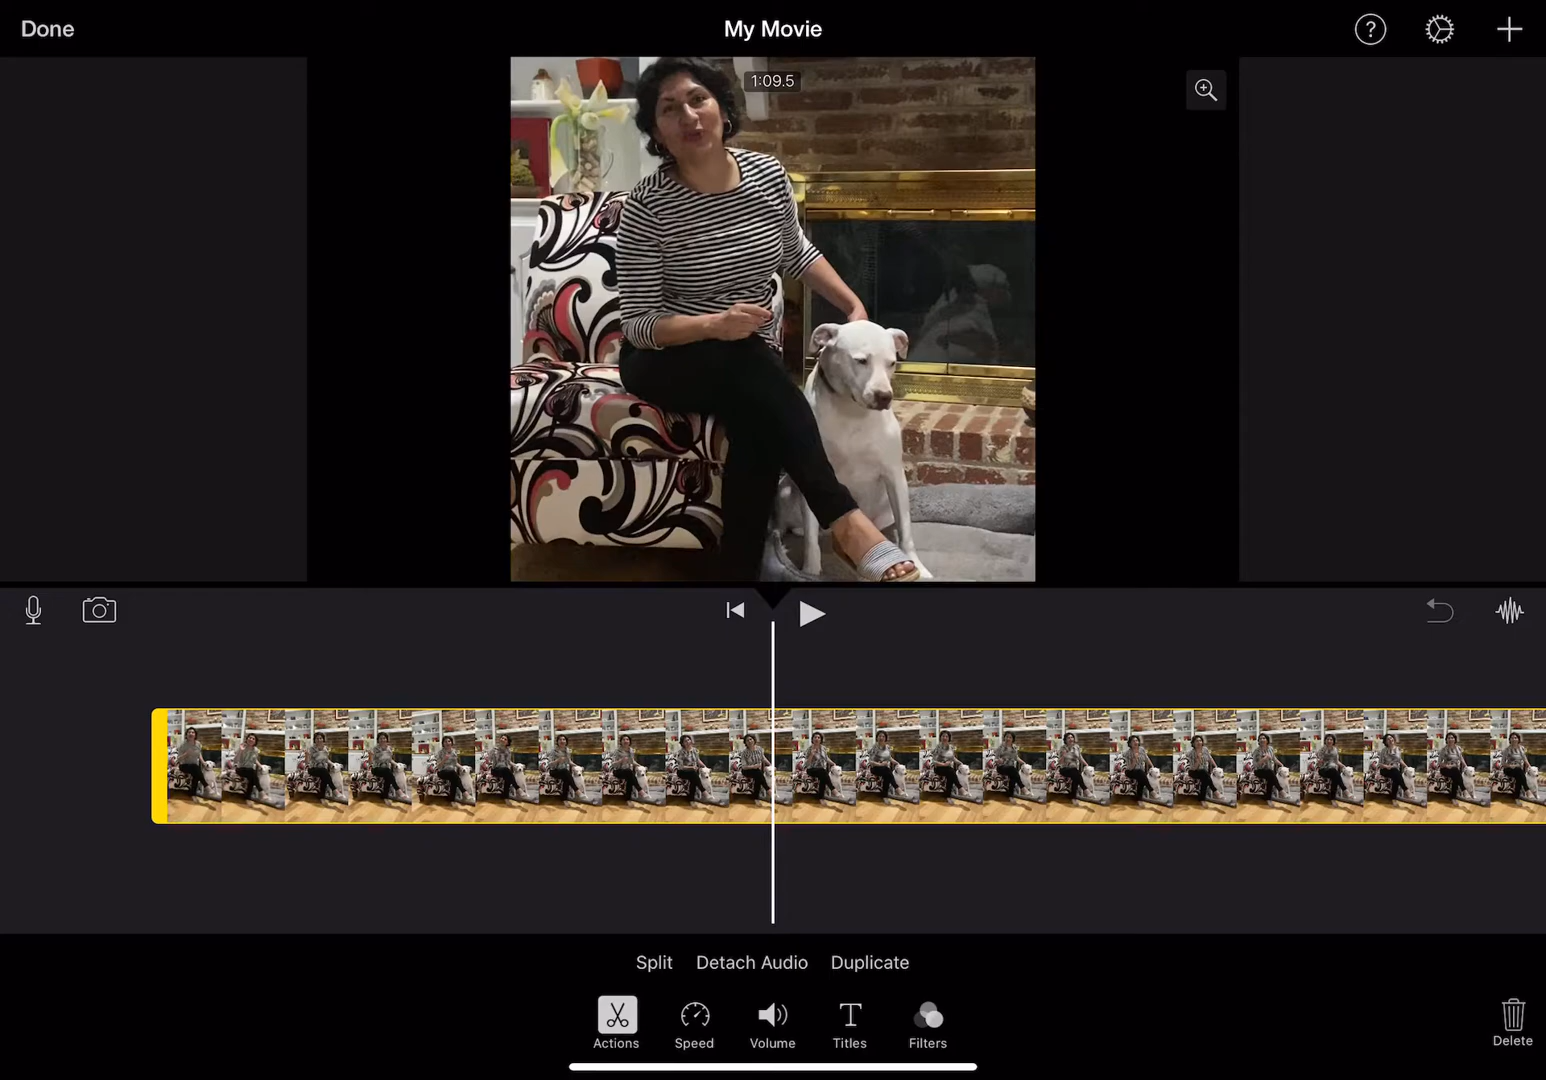 Done
My Movie
?
1:09.5
Split
Detach Audio
Duplicate
Actions
Speed
Volume
T
Titles
Filters
Delete